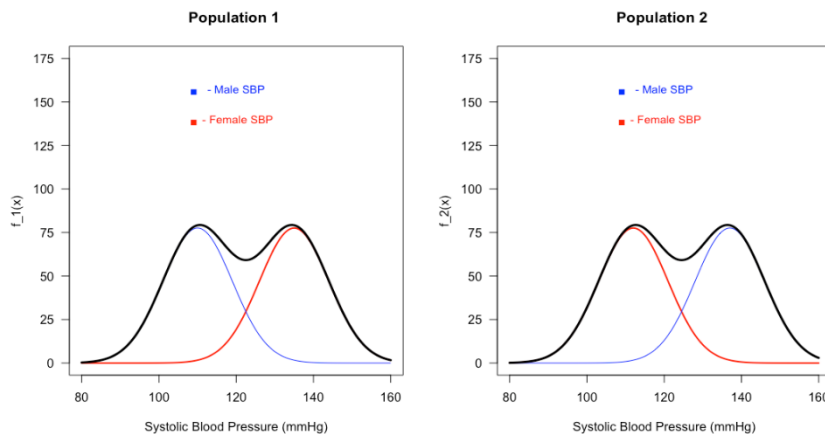 Population 1
175
150
125
100
75
50
25
0
f_1(x)
- Male SBP
- Female SBP
80 100 120 140 160
Systolic Blood Pressure (mmHg)
Population 2
175
150
125
100
75
50
25
0
f_2(x)
- Male SBP
- Female SBP
80 100 120 140 160
Systolic Blood Pressure (mmHg)